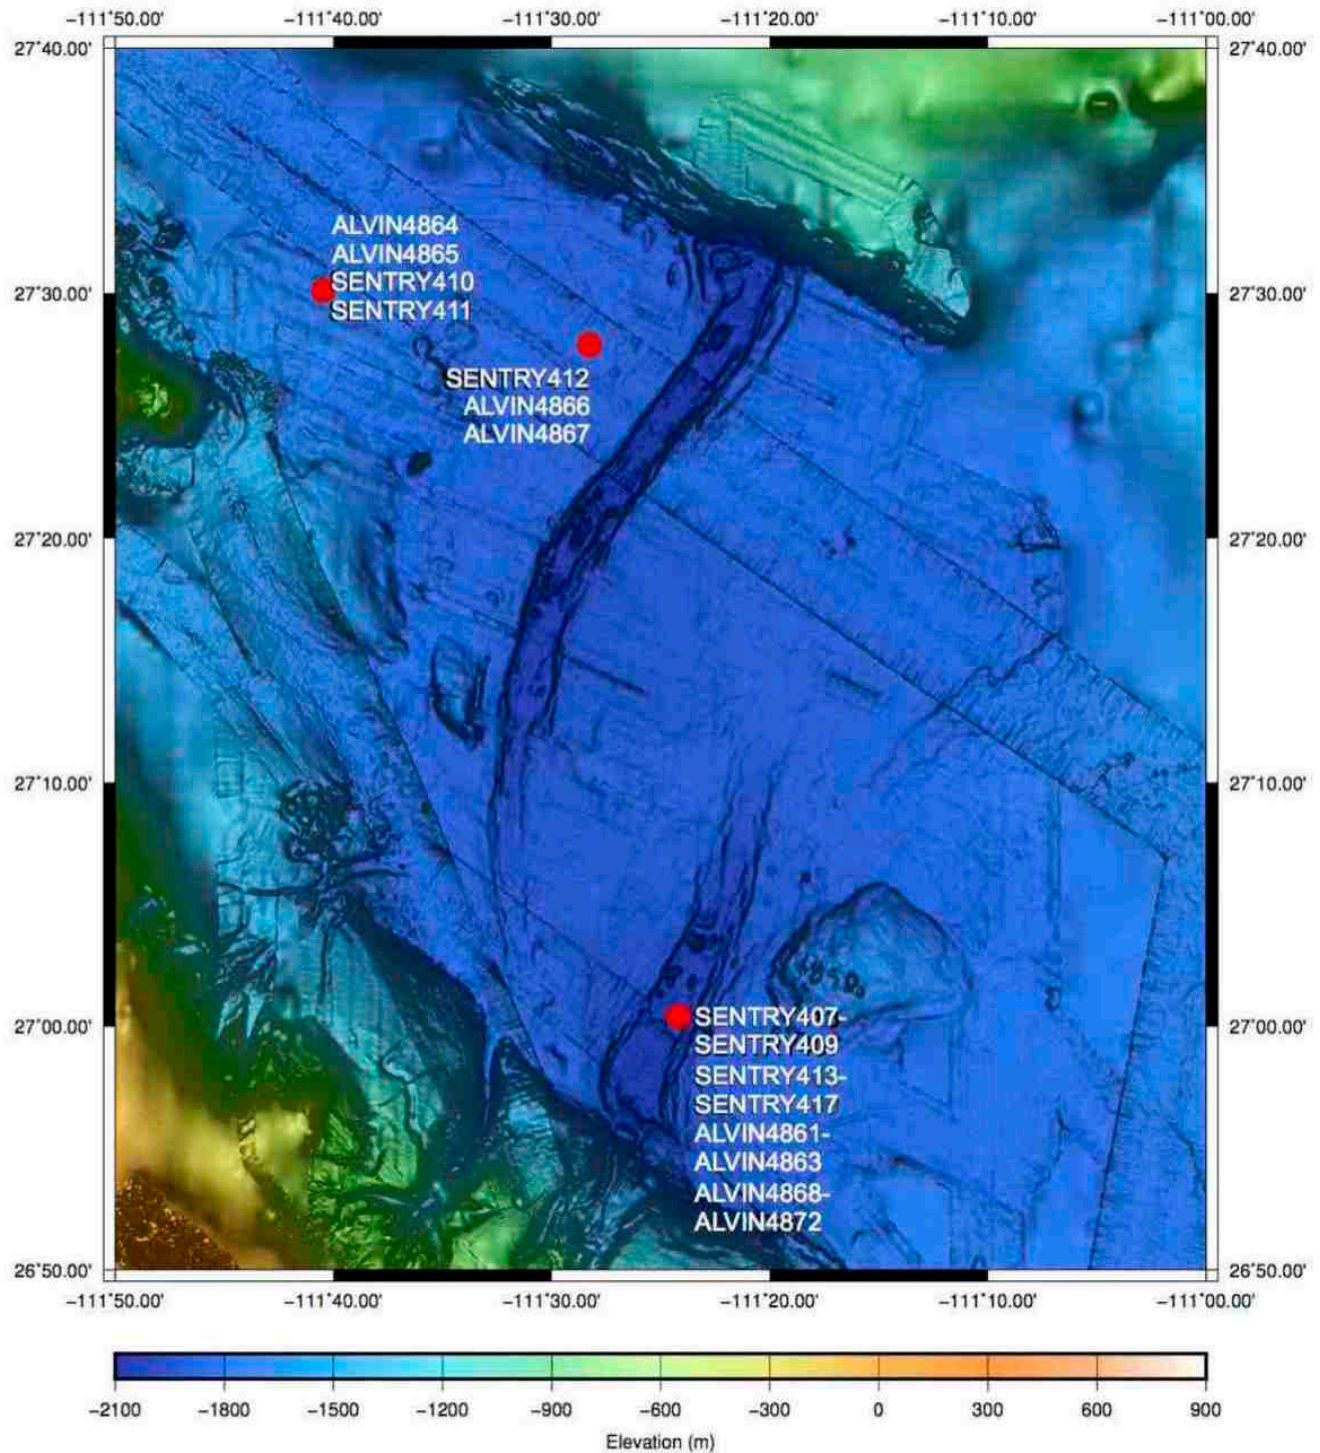 −111˚50.00' −111˚40.00' −111˚30.00' −111˚20.00' −111˚10.00' −111˚00.00'
27˚40.00' 27˚40.00'
ALVIN4864
ALVIN4865
SENTRY410
27˚30.00' 27˚30.00'
SENTRY411
SENTRY412
ALVIN4866
ALVIN4867
27˚20.00' 27˚20.00'
27˚10.00' 27˚10.00'
SENTRY407-
27˚00.00' 27˚00.00'
SENTRY409
SENTRY413-
SENTRY417
ALVIN4861-
ALVIN4863
ALVIN4868-
ALVIN4872
26˚50.00' 26˚50.00'
−111˚50.00' −111˚40.00' −111˚30.00' −111˚20.00' −111˚10.00' −111˚00.00'
−2100 −1800 −1500 −1200 −900 −600 −300 0 300 600 900
Elevation (m)